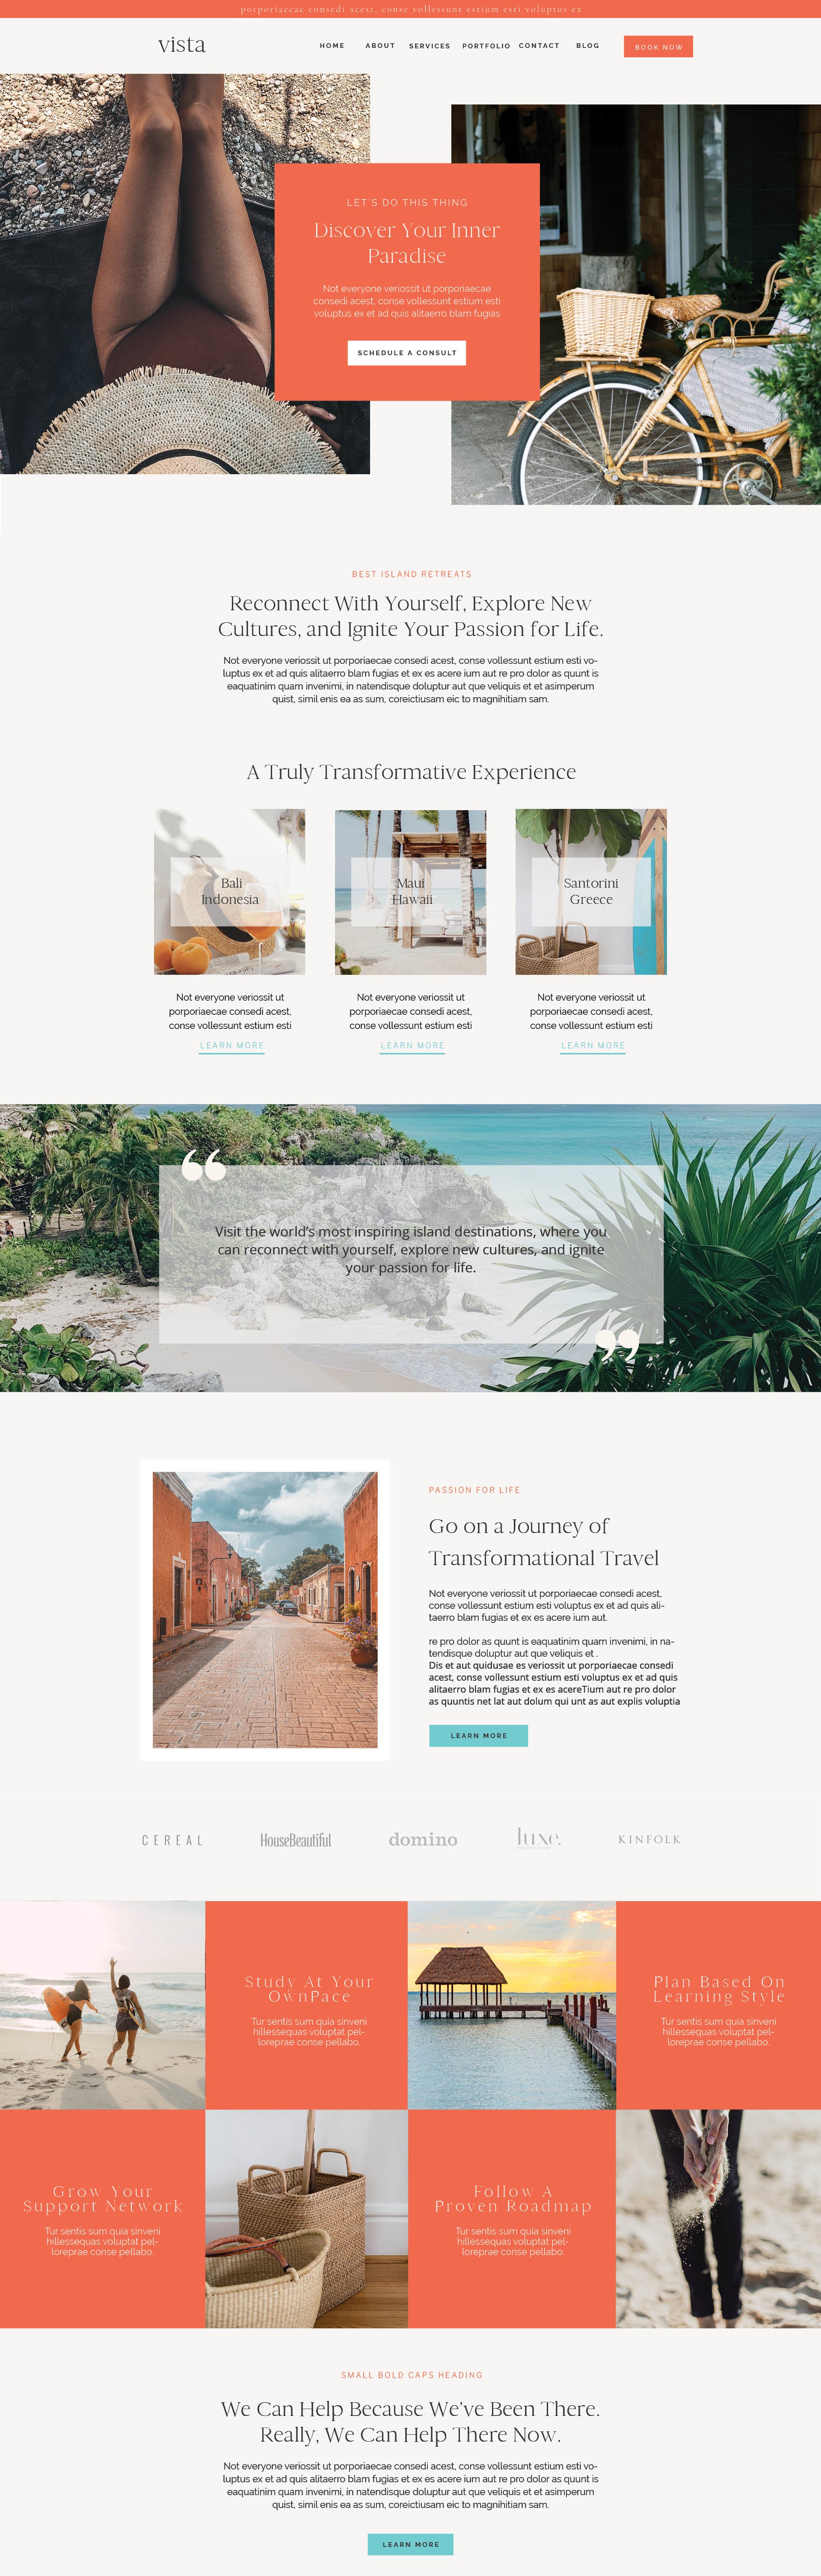 porporiaecae consedi acest, conse vollessunt estium esti voluptus ex
vista
HOME ABOUT SERVICES PORTFOLIO CONTACT BLOG BOOK NOW
LET'S DO THIS THING
Discover Your Inner
Paradise
Not everyone veriossit ut porporiaecae
consedi acest, conse vollessunt estium esti
voluptus ex et ad quis alitaerro blam fugias
SCHEDULE A CONSULT
BEST ISLAND RETREATS
Reconnect With Yourself, Explore New
Cultures, and Ignite Your Passion for Life.
Not everyone veriossit ut porporiaecae consedi acest, conse vollessunt estium esti vo-
luptus ex et ad quis alitaerro blam fugias et ex es acere ium aut re pro dolor as quunt is
eaquatinim quam invenimi, in natendisque doluptur aut que veliquis et et asimperum
quist, simil enis ea as sum, coreictiusam eic to magnihitiam sam.
A Truly Transformative Experience
Bali
Indonesia
Maui
Hawaii
Santorini
Greece
Not everyone veriossit ut
porporiaecae consedi acest,
conse vollessunt estium esti
LEARN MORE
Not everyone veriossit ut
porporiaecae consedi acest,
conse vollessunt estium esti
LEARN MORE
Not everyone veriossit ut
porporiaecae consedi acest,
conse vollessunt estium esti
LEARN MORE
“
Visit the world's most inspiring island destinations, where you
can reconnect with yourself, explore new cultures, and ignite
your passion for life.
”
PASSION FOR LIFE
Go on a Journey of
Transformational Travel
Not everyone veriossit ut porporiaecae consedi acest,
conse vollessunt estium esti voluptus ex et ad quis ali-
taerro blam fugias et ex es acere ium aut.
re pro dolor as quunt is eaquatinim quam invenimi, in na-
tendisque doluptur aut que veliquis et .
Dis et aut quidusae es veriossit ut porporiaecae consedi
acest, conse vollessunt estium esti voluptus ex et ad quis
alitaerro blam fugias et ex es acereTium aut re pro dolor
as quuntis net lat aut dolum qui unt as aut explis voluptia
LEARN MORE
CEREAL
HouseBeautiful
domino
luxe.
KINFOLK
Study At Your
OwnPace
Tur sentis sum quia sinveni
hillessequas voluptat pel-
loreprae conse pellabo.
Plan Based On
Learning Style
Tur sentis sum quia sinveni
hillessequas voluptat pel-
loreprae conse pellabo.
Grow Your
Support Network
Tur sentis sum quia sinveni
hillessequas voluptat pel-
loreprae conse pellabo.
Follow A
Proven Roadmap
Tur sentis sum quia sinveni
hillessequas voluptat pel-
loreprae conse pellabo.
SMALL BOLD CAPS HEADING
We Can Help Because We've Been There.
Really, We Can Help There Now.
Not everyone veriossit ut porporiaecae consedi acest, conse vollessunt estium esti vo-
luptus ex et ad quis alitaerro blam fugias et ex es acere ium aut re pro dolor as quunt is
eaquatinim quam invenimi, in natendisque doluptur aut que veliquis et et asimperum
quist, simil enis ea as sum, coreictiusam eic to magnihitiam sam.
LEARN MORE